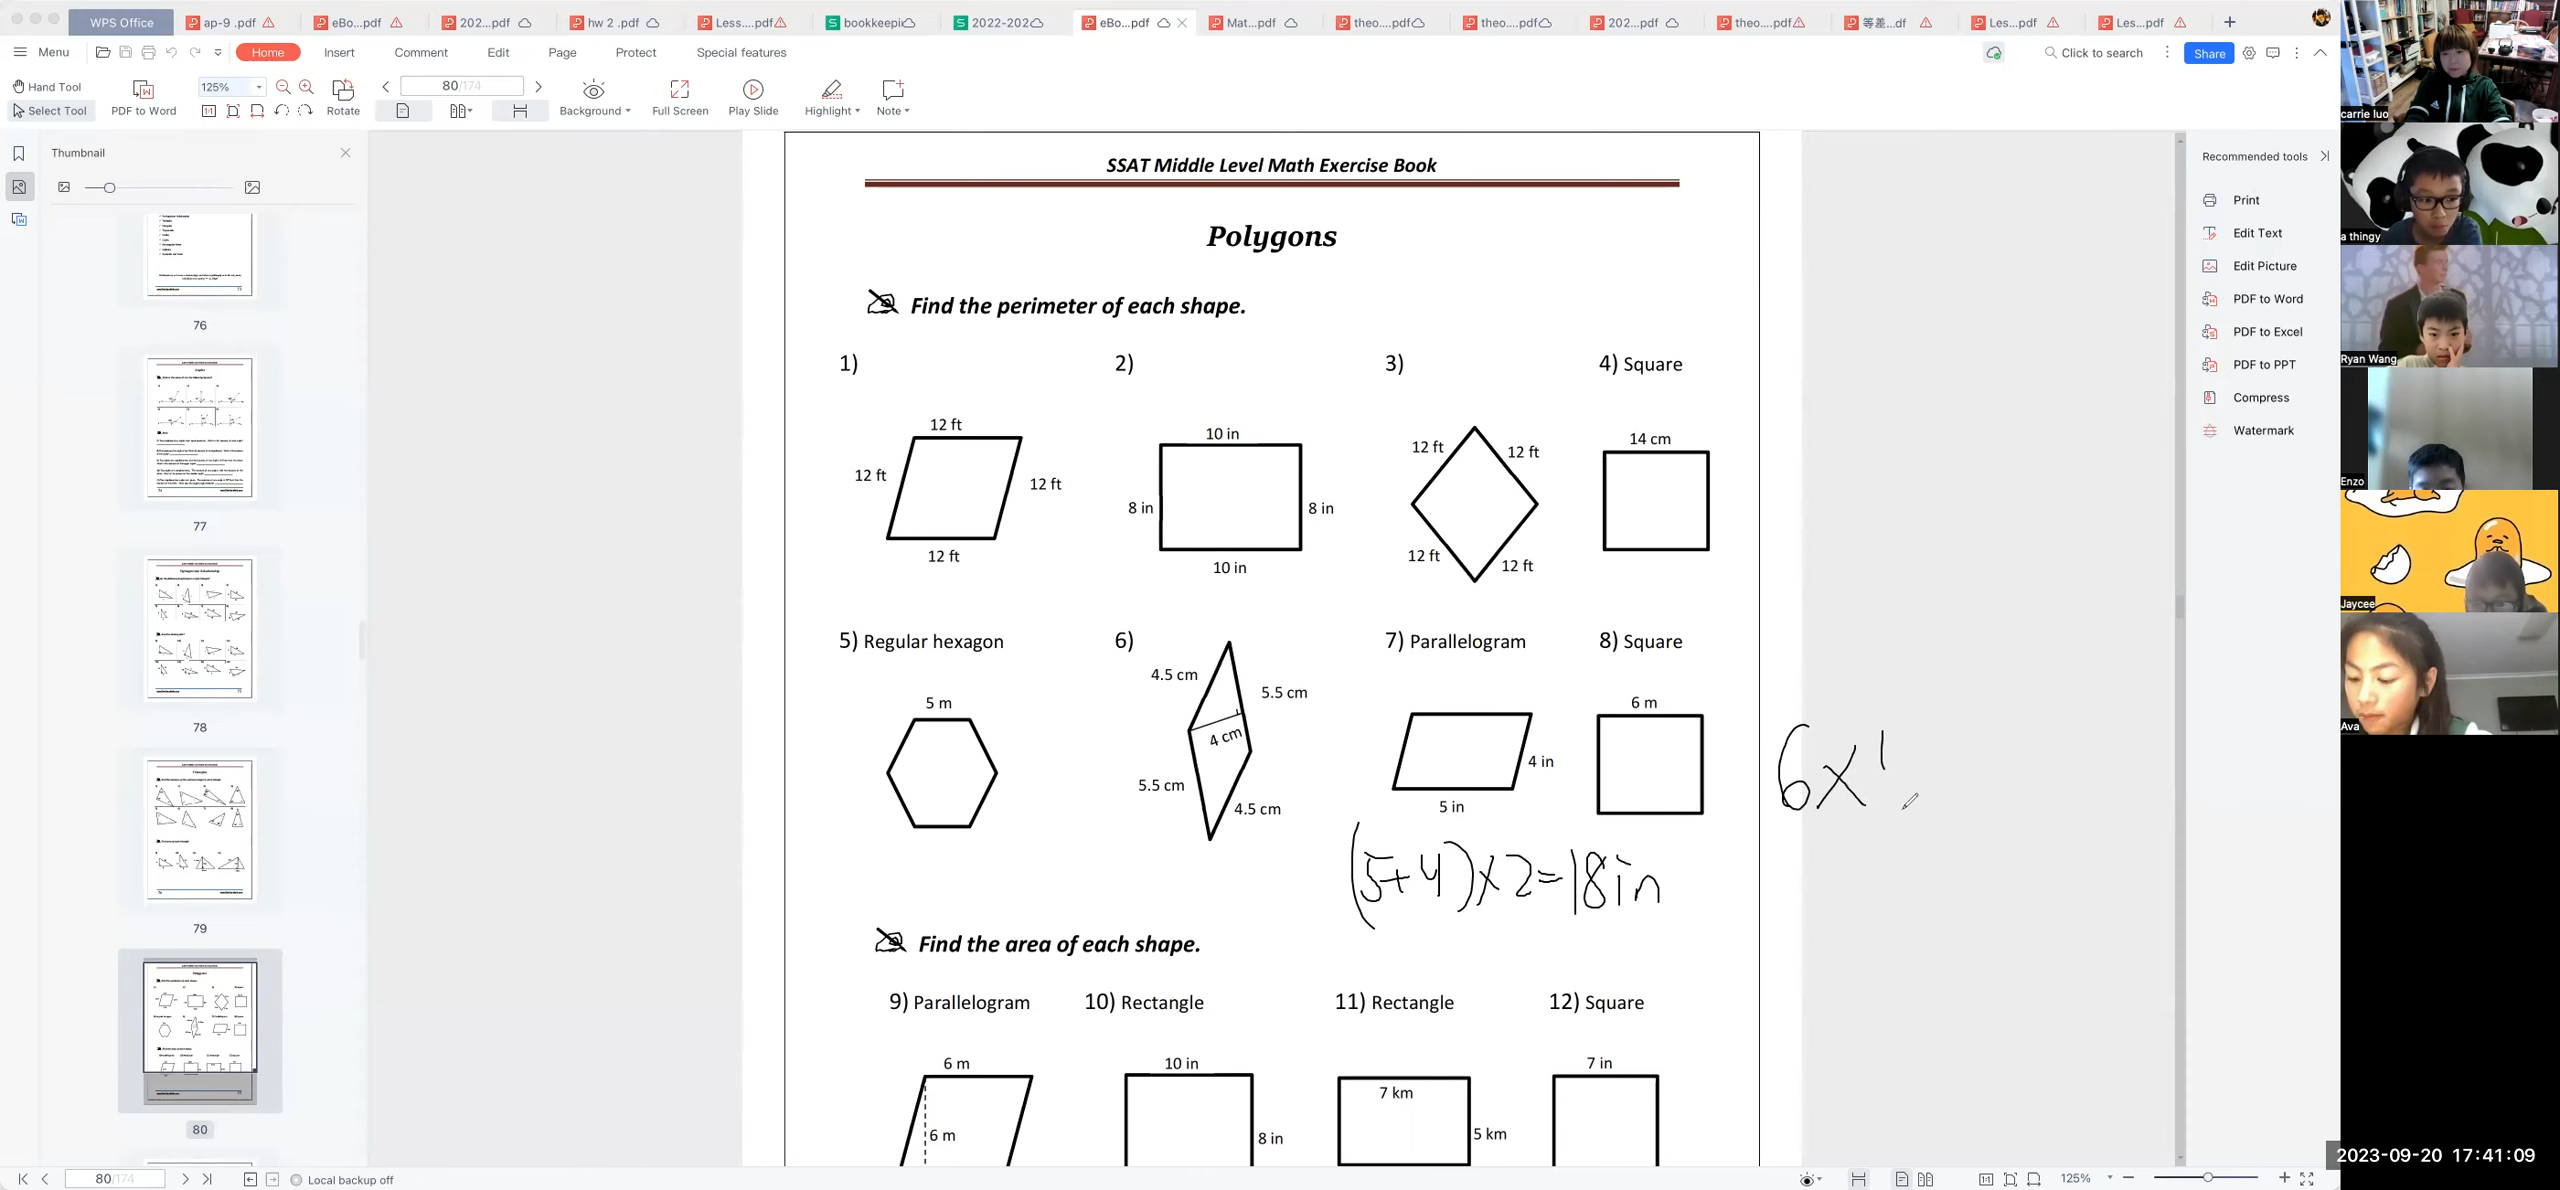 WPS Office
ap-9 .pdf
eBo...pdf
202...pdf
hw 2 .pdf
Less....pdf
bookkeepi
2022-202
eBo...pdf
Mat...pdf
theo....pdf
theo....pdf
202...pdf
theo....pdf
等差...df
Les...pdf
Les...pdf
Menu
Home
Insert
Comment
Edit
Page
Protect
Special features
Click to search
Share
Hand Tool
Select Tool
PDF to Word
125%
Rotate
80/174
Background
Full Screen
Play Slide
Highlight
Note
Thumbnail
76
77
78
79
80
SSAT Middle Level Math Exercise Book
Polygons
Find the perimeter of each shape.
1)
2)
3)
4) Square
12 ft
12 ft
12 ft
12 ft
10 in
8 in
8 in
10 in
12 ft
12 ft
12 ft
12 ft
14 cm
5) Regular hexagon
6)
7) Parallelogram
8) Square
5 m
4.5 cm
5.5 cm
4 cm
5.5 cm
4.5 cm
4 in
5 in
6 m
6×
(5+4)×2=18in
Find the area of each shape.
9) Parallelogram
10) Rectangle
11) Rectangle
12) Square
6 m
6 m
10 in
8 in
7 km
5 km
7 in
Recommended tools
Print
Edit Text
Edit Picture
PDF to Word
PDF to Excel
PDF to PPT
Compress
Watermark
carrie luo
a thingy
Ryan Wang
Enzo
Jaycee
Ava
2023-09-20 17:41:09
80/174
Local backup off
125%